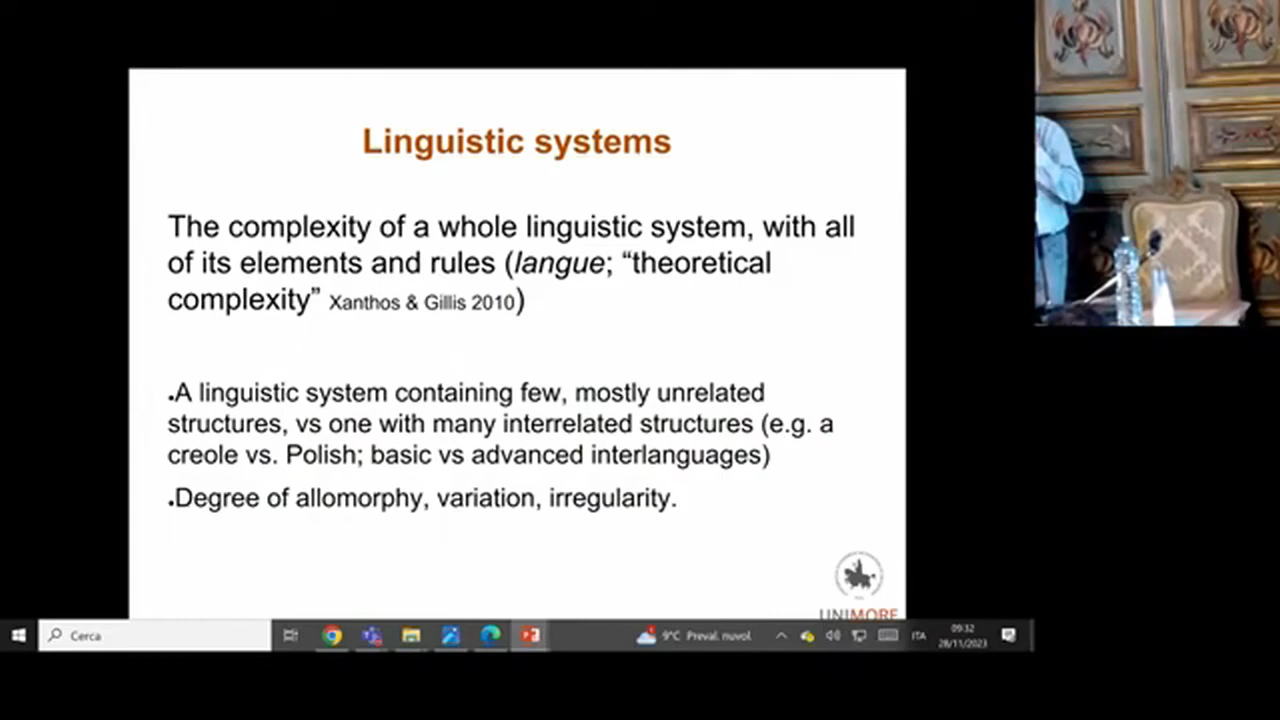 Linguistic systems
The complexity of a whole linguistic system, with all
of its elements and rules (langue; “theoretical
complexity” Xanthos & Gillis 2010)
.A linguistic system containing few, mostly unrelated
structures, vs one with many interrelated structures (e.g. a
creole vs. Polish; basic vs advanced interlanguages)
.Degree of allomorphy, variation, irregularity.
UNIMORE
Cerca
9°C Preval. nuvol.
ITA
09:32
28/11/2023